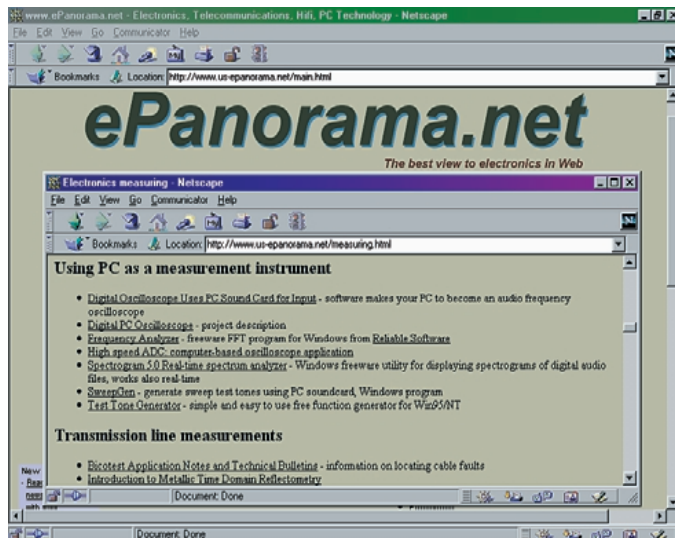 www.ePanorama.net - Electronics, Telecommunications, Hifi, PC Technology - Netscape
File Edit View Go Communicator Help
Bookmarks Location: http://www.us-epanorama.net/main.html
ePanorama.net
The best view to electronics in Web
Electronics measuring - Netscape
File Edit View Go Communicator Help
Bookmarks Location: http://www.us-epanorama.net/measuring.html
Using PC as a measurement instrument
Digital Oscilloscope Uses PC Sound Card for Input - software makes your PC to become an audio frequency
oscilloscope
Digital PC Oscilloscope - project description
Frequency Analyzer - freeware FFT program for Windows from Reliable Software
High speed ADC: computer-based oscilloscope application
Spectrogram 5.0 Real-time spectrum analyzer - Windows freeware utility for displaying spectrograms of digital audio
files, works also real-time
SweepGen - generate sweep test tones using PC soundcard, Windows program
Test Tone Generator - simple and easy to use free function generator for Win95/NT
Transmission line measurements
Bicotest Application Notes and Technical Bulletins - information on locating cable faults
Introduction to Metallic Time Domain Reflectometry
New
Document: Done
Document: Done